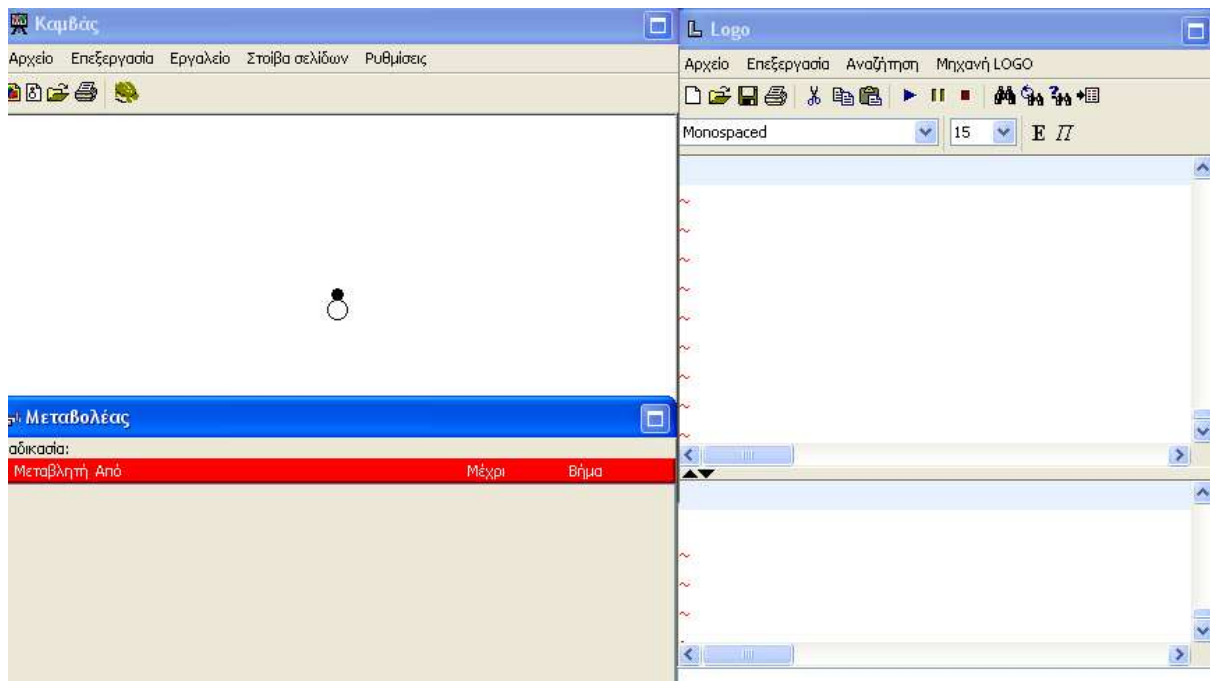 Καμβάς
Αρχείο Επεξεργασία Εργαλείο Στοίβα σελίδων Ρυθμίσεις
Μεταβολέας
αδικασία:
Μεταβλητή Από Μέχρι Βήμα
Logo
Αρχείο Επεξεργασία Αναζήτηση Μηχανή LOGO
Monospaced 15 Ε Π
~
~
~
~
~
~
~
~
~
~
~
~